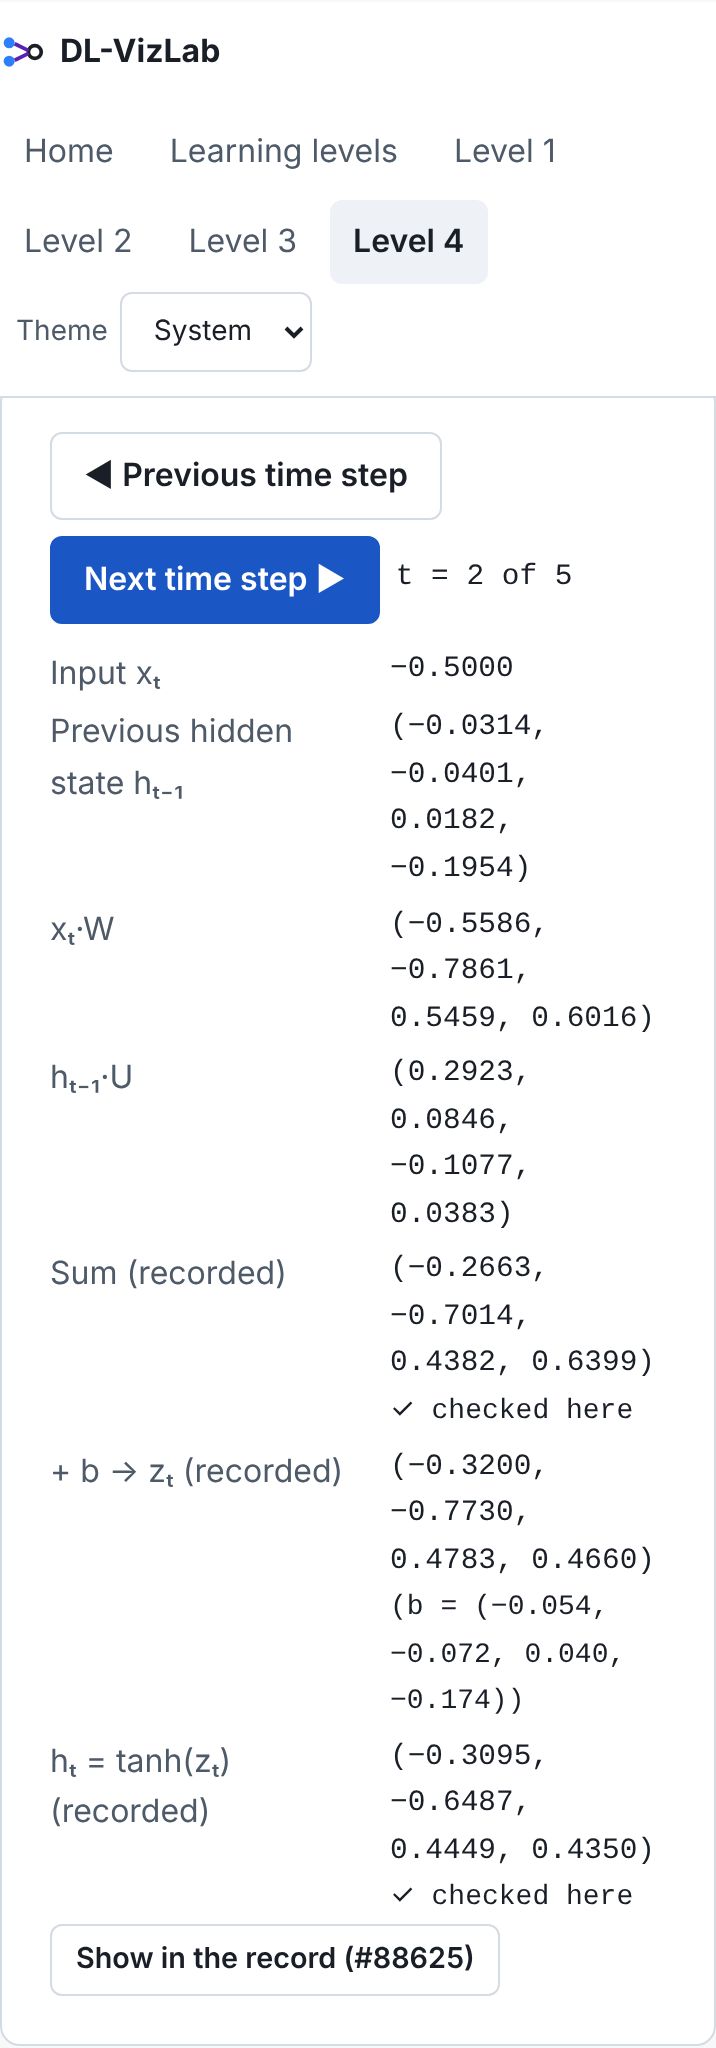 DL-VizLab
Home Learning levels Level 1
Level 2 Level 3 Level 4
Theme System
◀ Previous time step
Next time step ▶ t = 2 of 5
Input xₜ −0.5000
Previous hidden (−0.0314,
state hₜ₋₁ −0.0401,
0.0182,
−0.1954)
xₜ·W (−0.5586,
−0.7861,
0.5459, 0.6016)
hₜ₋₁·U (0.2923,
0.0846,
−0.1077,
0.0383)
Sum (recorded) (−0.2663,
−0.7014,
0.4382, 0.6399)
✓ checked here
+ b → zₜ (recorded) (−0.3200,
−0.7730,
0.4783, 0.4660)
(b = (−0.054,
−0.072, 0.040,
−0.174))
hₜ = tanh(zₜ) (−0.3095,
(recorded) −0.6487,
0.4449, 0.4350)
✓ checked here
Show in the record (#88625)